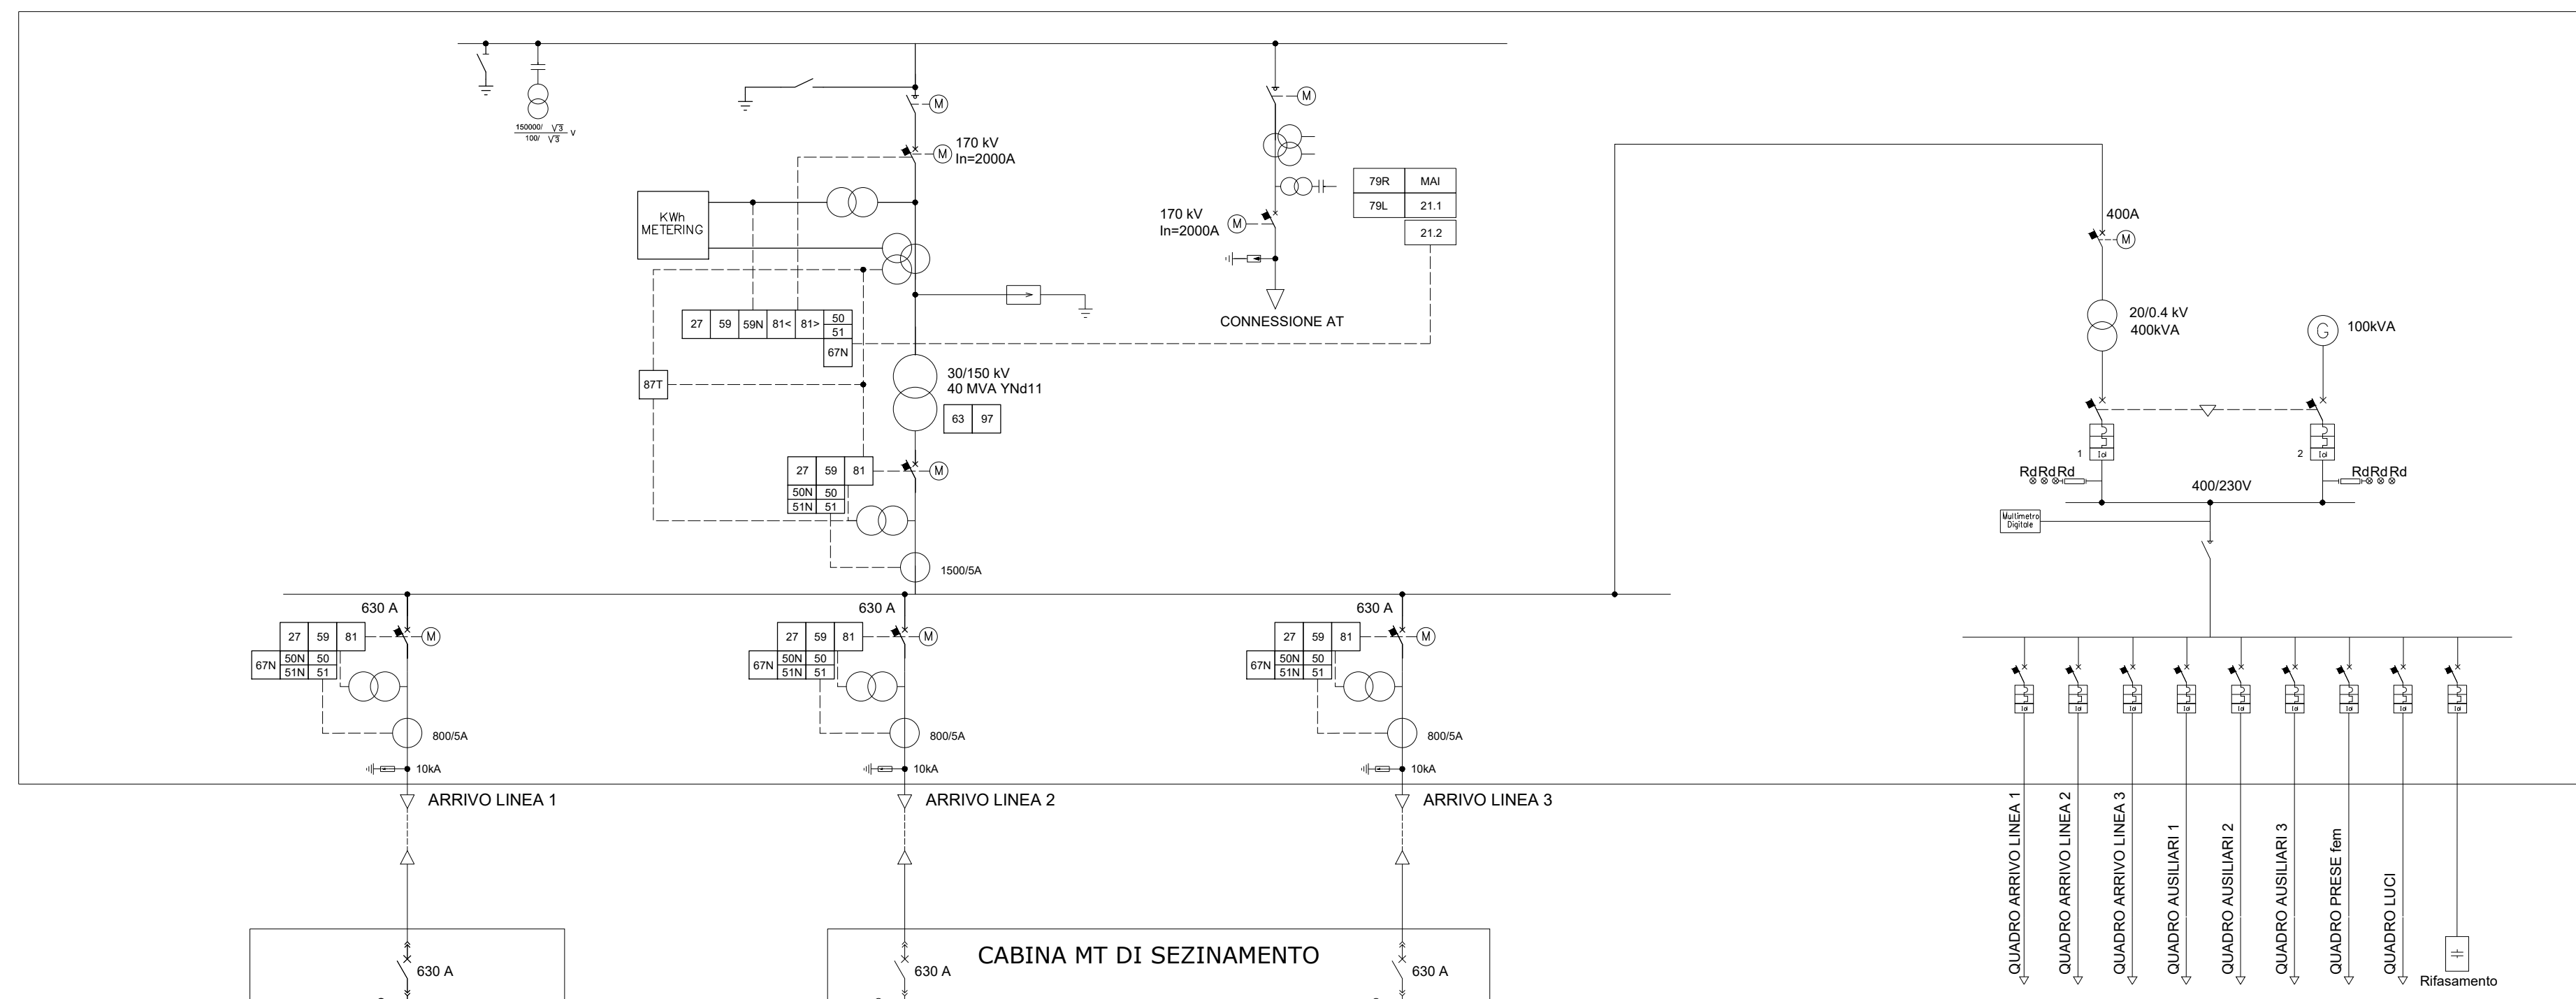 150000/ √3
100/ √3
V
M
M
170 kV
In=2000A
KWh
METERING
27 59 59N 81< 81> 50
51
67N
87T
30/150 kV
40 MVA YNd11
63 97
27 59 81
50N 50
51N 51
M
1500/5A
M
170 kV
In=2000A
M
79R MAI
79L 21.1
21.2
CONNESSIONE AT
400A
M
20/0.4 kV
400kVA
G
100kVA
1
Id
2
Id
RdRdRd
RdRdRd
400/230V
Multimetro
Digitale
630 A
27 59 81
M
67N
50N 50
51N 51
800/5A
10kA
ARRIVO LINEA 1
630 A
27 59 81
M
67N
50N 50
51N 51
800/5A
10kA
ARRIVO LINEA 2
630 A
27 59 81
M
67N
50N 50
51N 51
800/5A
10kA
ARRIVO LINEA 3
QUADRO ARRIVO LINEA 1
QUADRO ARRIVO LINEA 2
QUADRO ARRIVO LINEA 3
QUADRO AUSILIARI 1
QUADRO AUSILIARI 2
QUADRO AUSILIARI 3
QUADRO PRESE fem
QUADRO LUCI
Rifasamento
630 A
CABINA MT DI SEZINAMENTO
630 A
630 A